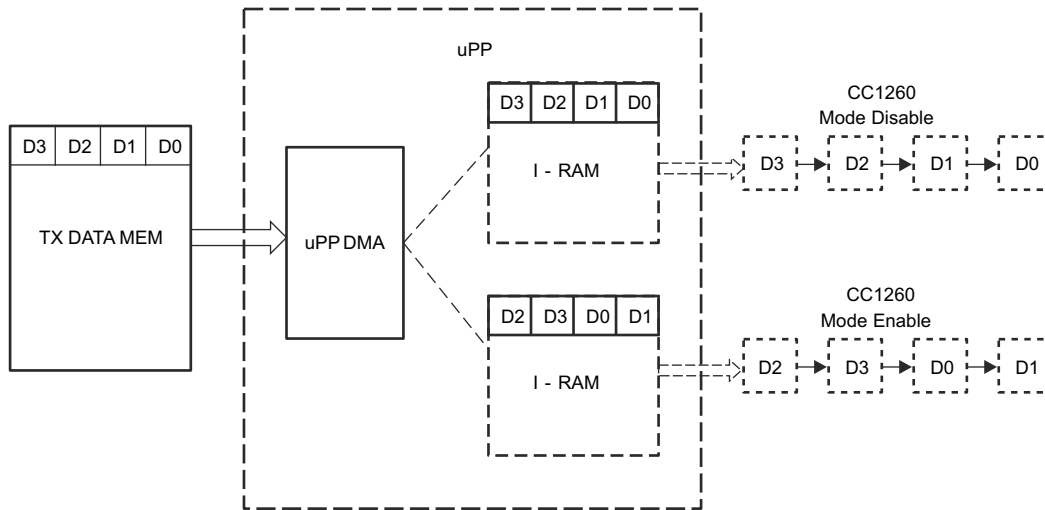 uPP
D3 D2 D1 D0
TX DATA MEM
uPP DMA
D3 D2 D1 D0
I - RAM
CC1260
Mode Disable
D3 D2 D1 D0
D2 D3 D0 D1
I - RAM
CC1260
Mode Enable
D2 D3 D0 D1